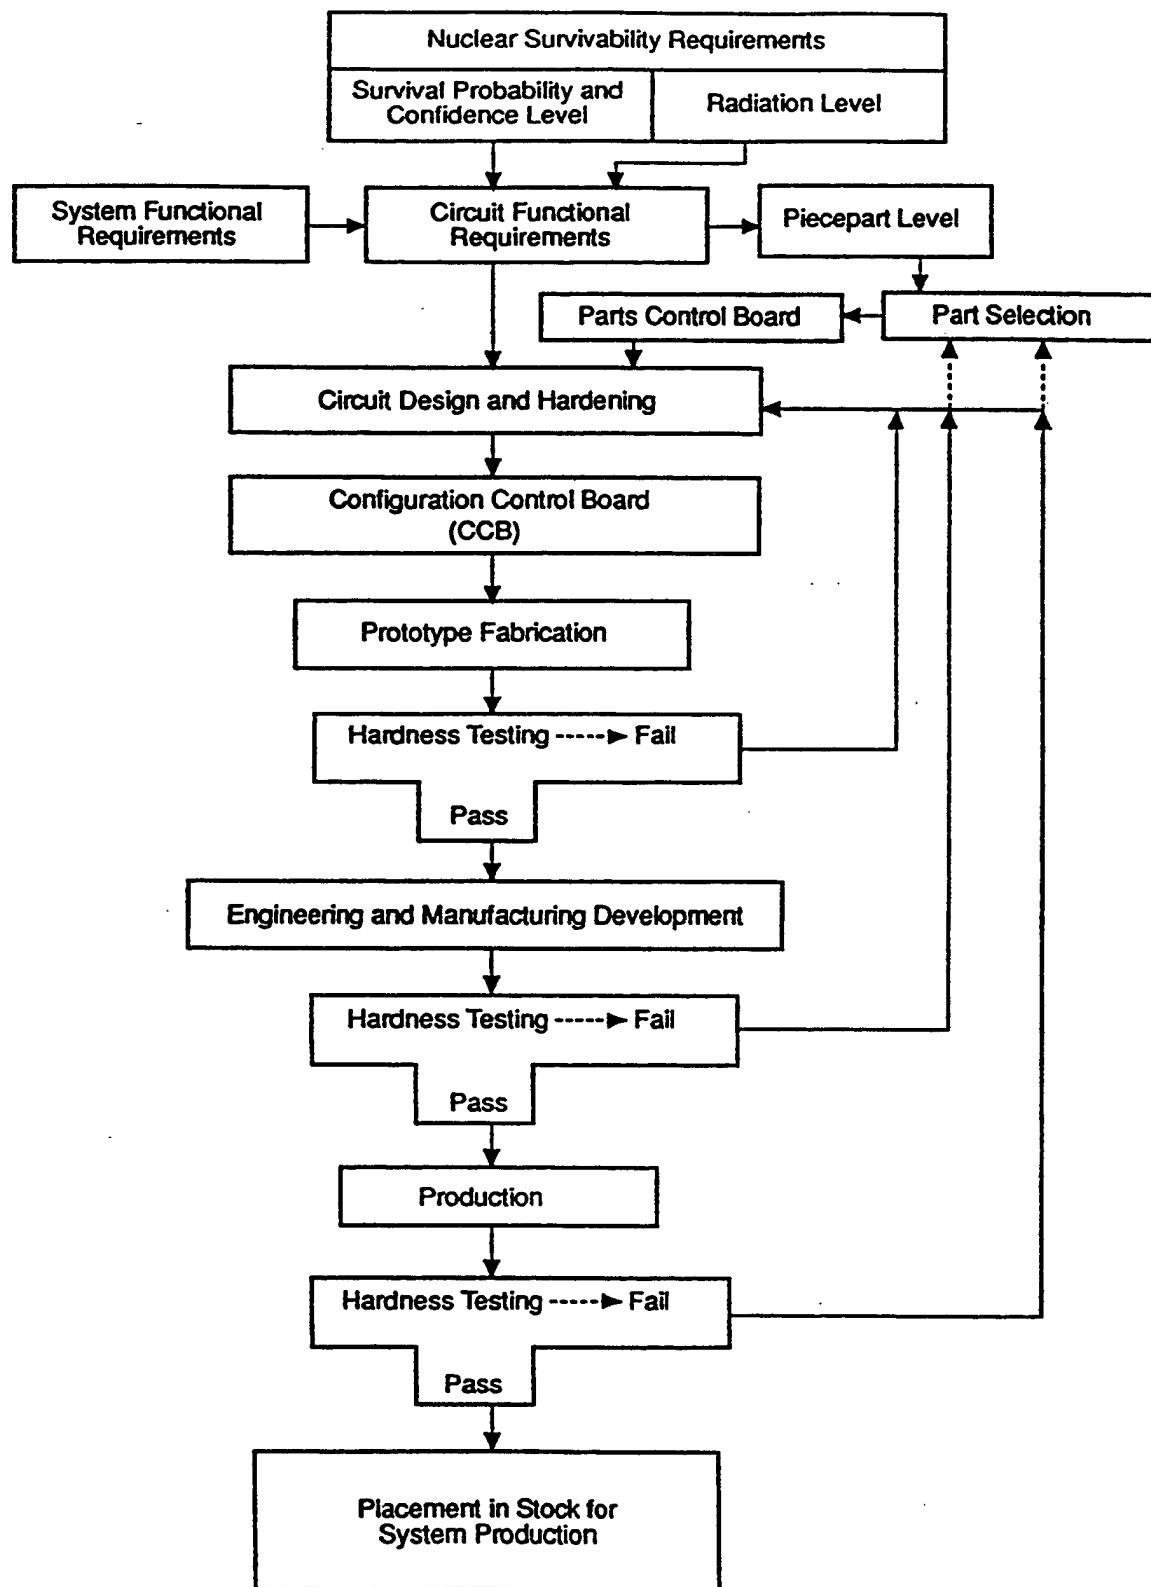 Nuclear Survivability Requirements
Survival Probability and
Confidence Level
Radiation Level
System Functional
Requirements
Circuit Functional
Requirements
Piecepart Level
Parts Control Board
Part Selection
Circuit Design and Hardening
Configuration Control Board
(CCB)
Prototype Fabrication
Hardness Testing Fail
Pass
Engineering and Manufacturing Development
Hardness Testing Fail
Pass
Production
Hardness Testing Fail
Pass
Placement in Stock for
System Production